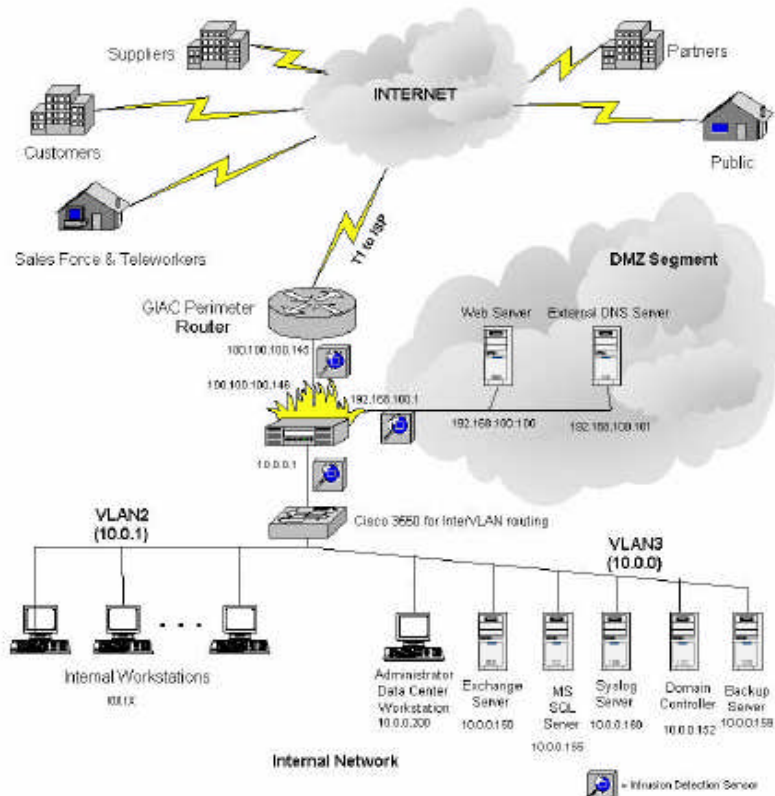 Suppliers
Partners
INTERNET
Customers
Public
Sales Force & Teleworkers
T1 to ISP
DMZ Segment
GIAC Perimeter
Router
Web Server
External DNS Server
100.100.100.145
100.100.100.146
192.168.100.1
192.168.100.100
192.168.100.101
10.0.0.1
Cisco 3550 for InterVLAN routing
VLAN2
(10.0.1)
VLAN3
(10.0.0)
Internal Workstations
10.0.1.X
Administrator
Data Center
Workstation
10.0.0.200
Exchange
Server
10.0.0.150
MS
SQL
Server
10.0.0.155
Syslog
Server
10.0.0.160
Domain
Controller
10.0.0.152
Backup
Server
10.0.0.159
Internal Network
= Intrusion Detection Sensor